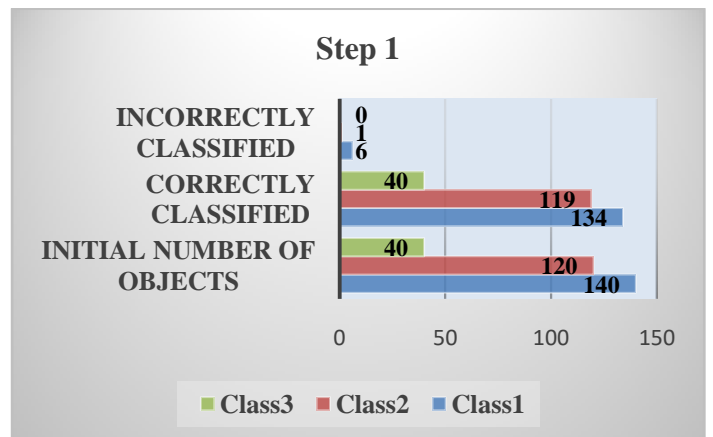 Step 1
INCORRECTLY
CLASSIFIED
0
1
6
CORRECTLY
CLASSIFIED
40
119
134
INITIAL NUMBER OF
OBJECTS
40
120
140
0 50 100 150
Class3 Class2 Class1